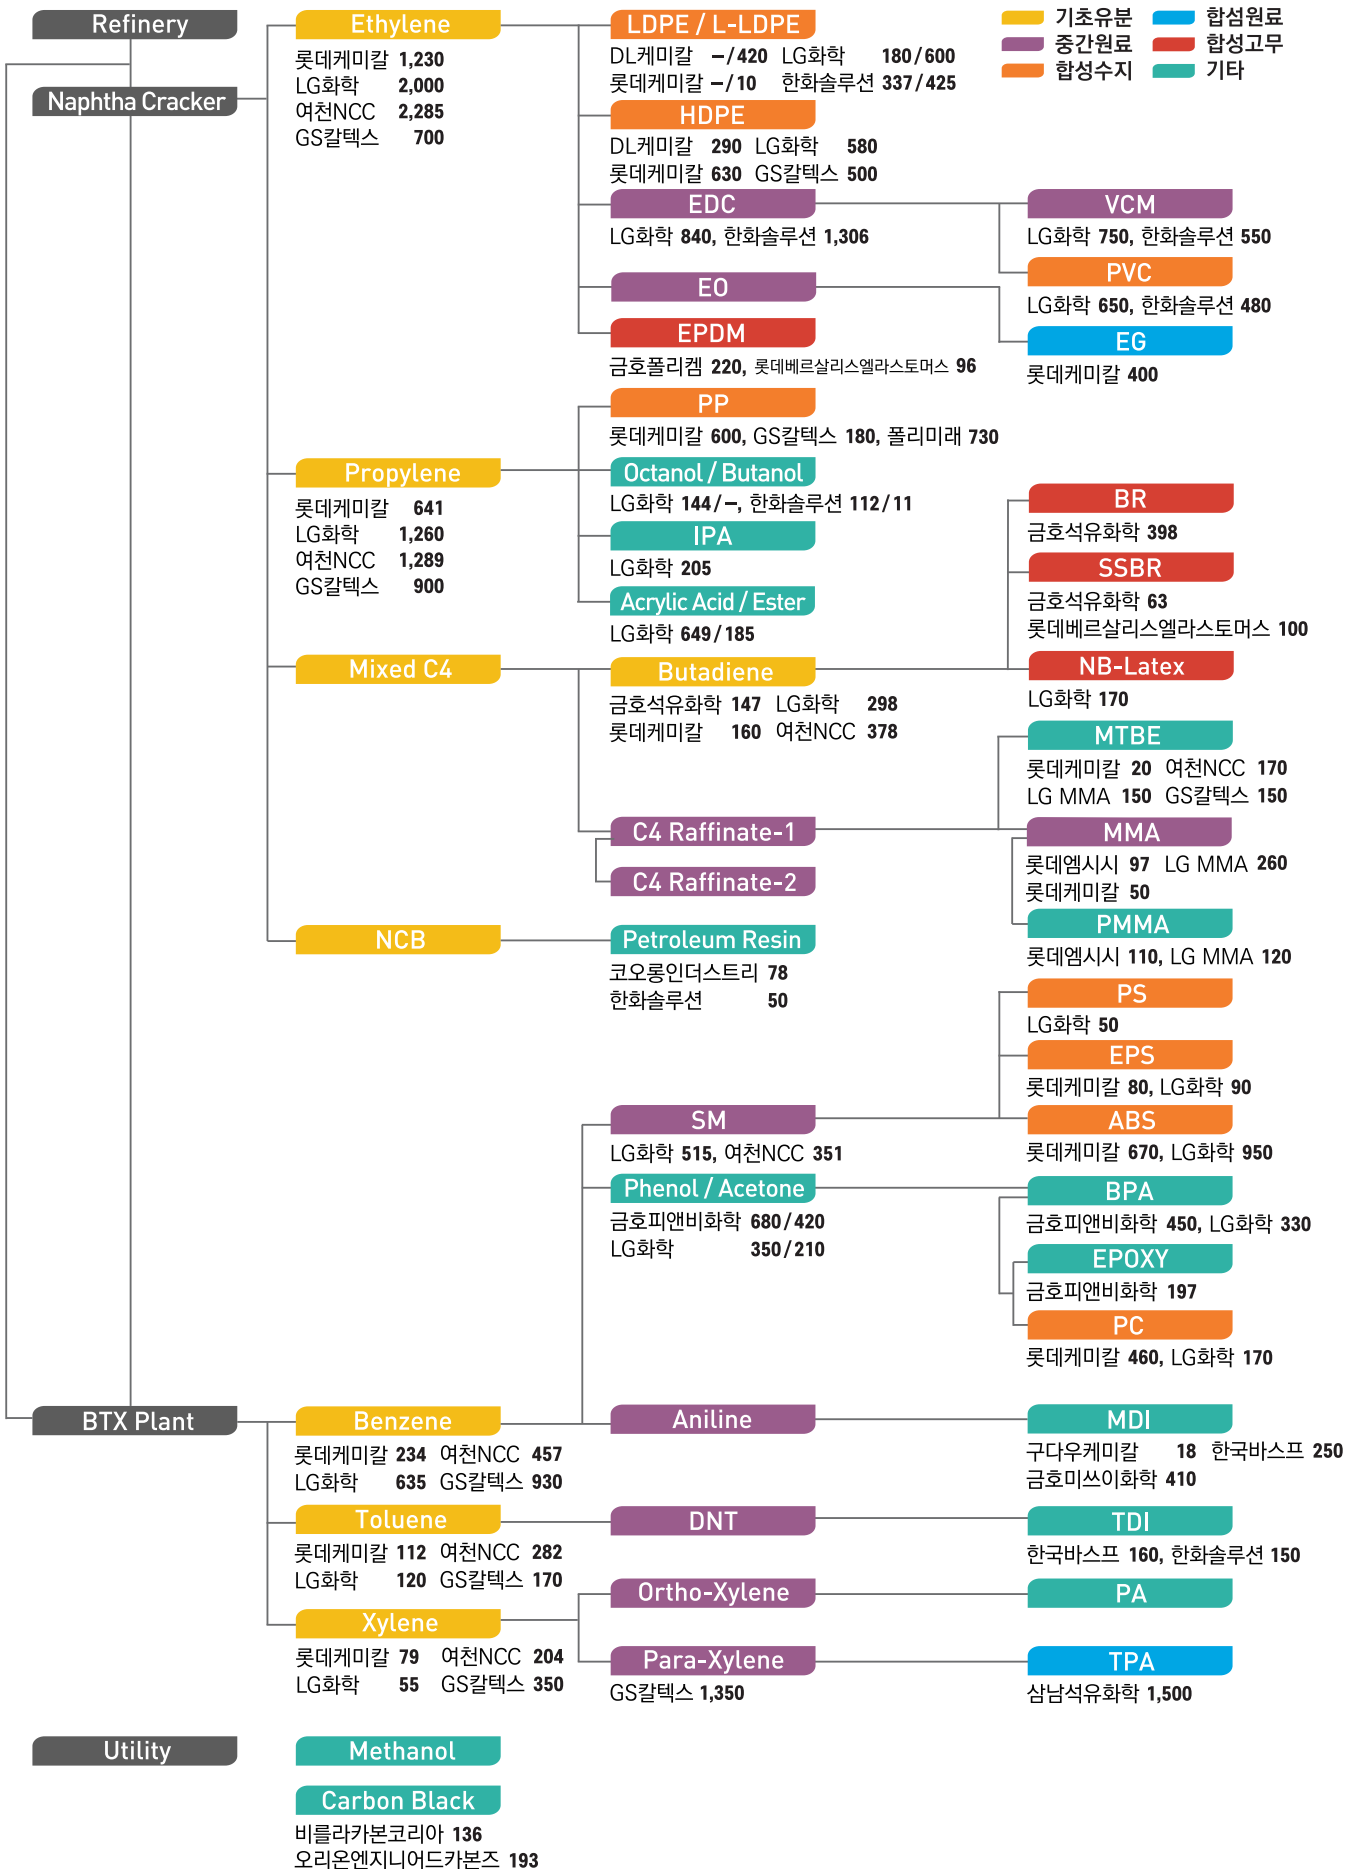 기초유분
합섬원료
중간원료
합성고무
합성수지
기타
Refinery
Naphtha Cracker
Ethylene
롯데케미칼 1,230
LG화학 2,000
여천NCC 2,285
GS칼텍스 700
LDPE / L-LDPE
DL케미칼 –/420 LG화학 180/600
롯데케미칼 –/10 한화솔루션 337/425
HDPE
DL케미칼 290 LG화학 580
롯데케미칼 630 GS칼텍스 500
EDC
LG화학 840, 한화솔루션 1,306
VCM
LG화학 750, 한화솔루션 550
PVC
LG화학 650, 한화솔루션 480
EO
EG
롯데케미칼 400
EPDM
금호폴리켐 220, 롯데베르살리스엘라스토머스 96
Propylene
롯데케미칼 641
LG화학 1,260
여천NCC 1,289
GS칼텍스 900
PP
롯데케미칼 600, GS칼텍스 180, 폴리미래 730
Octanol / Butanol
LG화학 144/–, 한화솔루션 112/11
IPA
LG화학 205
Acrylic Acid / Ester
LG화학 649/185
Mixed C4
Butadiene
금호석유화학 147 LG화학 298
롯데케미칼 160 여천NCC 378
BR
금호석유화학 398
SSBR
금호석유화학 63
롯데베르살리스엘라스토머스 100
NB-Latex
LG화학 170
C4 Raffinate-1
C4 Raffinate-2
MTBE
롯데케미칼 20 여천NCC 170
LG MMA 150 GS칼텍스 150
MMA
롯데엠시시 97 LG MMA 260
롯데케미칼 50
PMMA
롯데엠시시 110, LG MMA 120
NCB
Petroleum Resin
코오롱인더스트리 78
한화솔루션 50
SM
LG화학 515, 여천NCC 351
PS
LG화학 50
EPS
롯데케미칼 80, LG화학 90
ABS
롯데케미칼 670, LG화학 950
Phenol / Acetone
금호피앤비화학 680/420
LG화학 350/210
BPA
금호피앤비화학 450, LG화학 330
EPOXY
금호피앤비화학 197
PC
롯데케미칼 460, LG화학 170
BTX Plant
Benzene
롯데케미칼 234 여천NCC 457
LG화학 635 GS칼텍스 930
Aniline
MDI
구다우케미칼 18 한국바스프 250
금호미쓰이화학 410
Toluene
롯데케미칼 112 여천NCC 282
LG화학 120 GS칼텍스 170
DNT
TDI
한국바스프 160, 한화솔루션 150
Xylene
롯데케미칼 79 여천NCC 204
LG화학 55 GS칼텍스 350
Ortho-Xylene
PA
Para-Xylene
GS칼텍스 1,350
TPA
삼남석유화학 1,500
Utility
Methanol
Carbon Black
비를라카본코리아 136
오리온엔지니어드카본즈 193